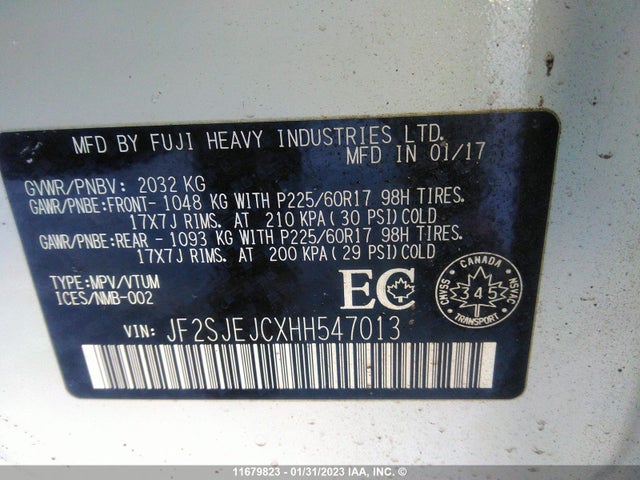 MFD BY FUJI HEAVY INDUSTRIES LTD.
MFD IN 01/17
GVWR/PNBV: 2032 KG
GAWR/PNBE:FRONT- 1048 KG WITH P225/60R17 98H TIRES.
17X7J RIMS. AT 210 KPA (30 PSI) COLD
GAWR/PNBE:REAR - 1093 KG WITH P225/60R17 98H TIRES.
17X7J RIMS. AT 200 KPA (29 PSI) COLD
TYPE:MPV/VTUM
ICES/NMB-002
EC
CANADA
CMVSS
345
NSVAC
TRANSPORT
VIN: JF2SJEJCXHH547013
11679823 - 01/31/2023 IAA, INC.